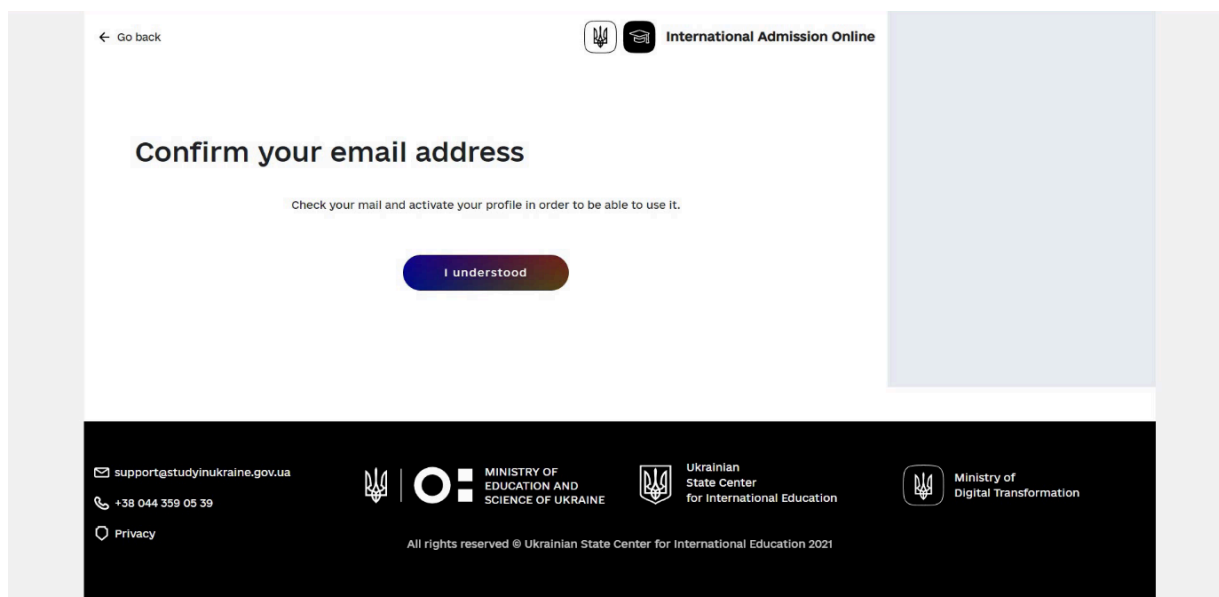 ← Go back
International Admission Online
Confirm your email address
Check your mail and activate your profile in order to be able to use it.
I understood
support@studyinukraine.gov.ua
+38 044 359 05 39
Privacy
MINISTRY OF
EDUCATION AND
SCIENCE OF UKRAINE
Ukrainian
State Center
for International Education
Ministry of
Digital Transformation
All rights reserved © Ukrainian State Center for International Education 2021